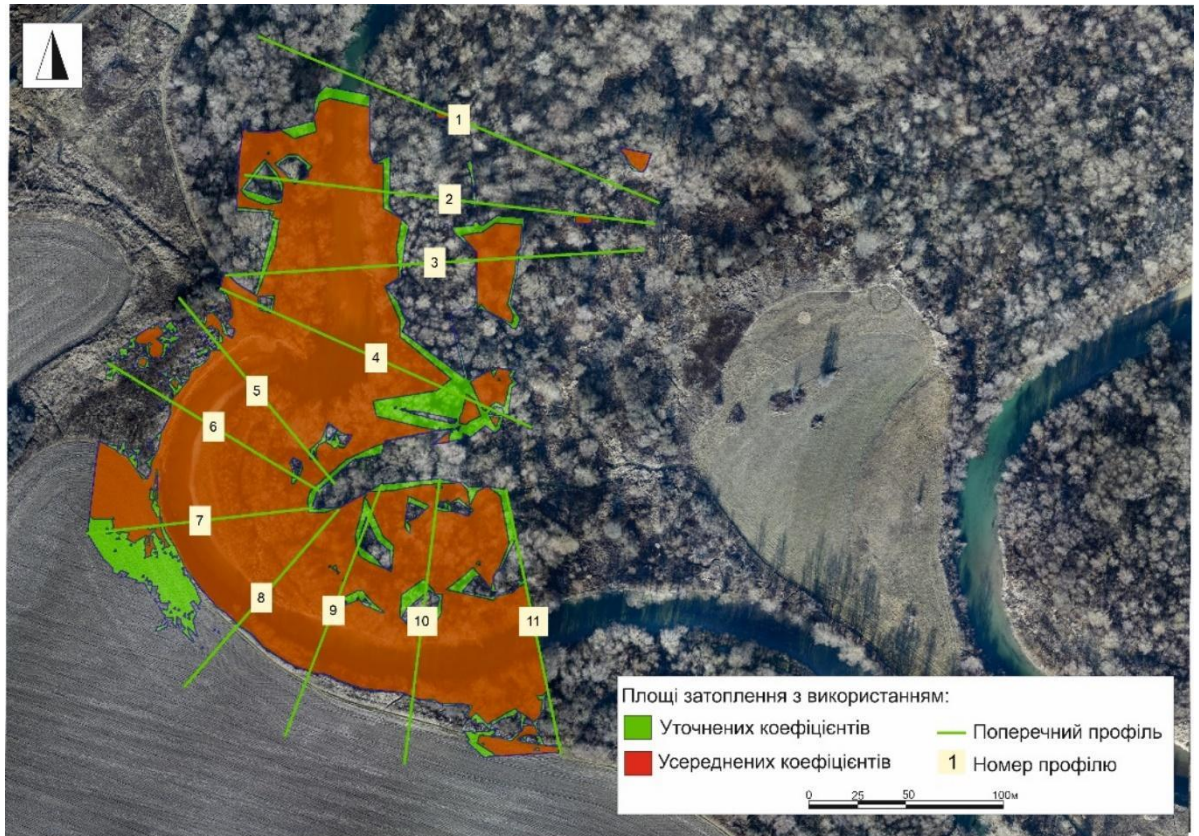 1
2
3
4
5
6
7
8
9
10
11
Площі затоплення з використанням:
Уточнених коефіцієнтів
Усереднених коефіцієнтів
Поперечний профіль
1 Номер профілю
0 25 50 100м